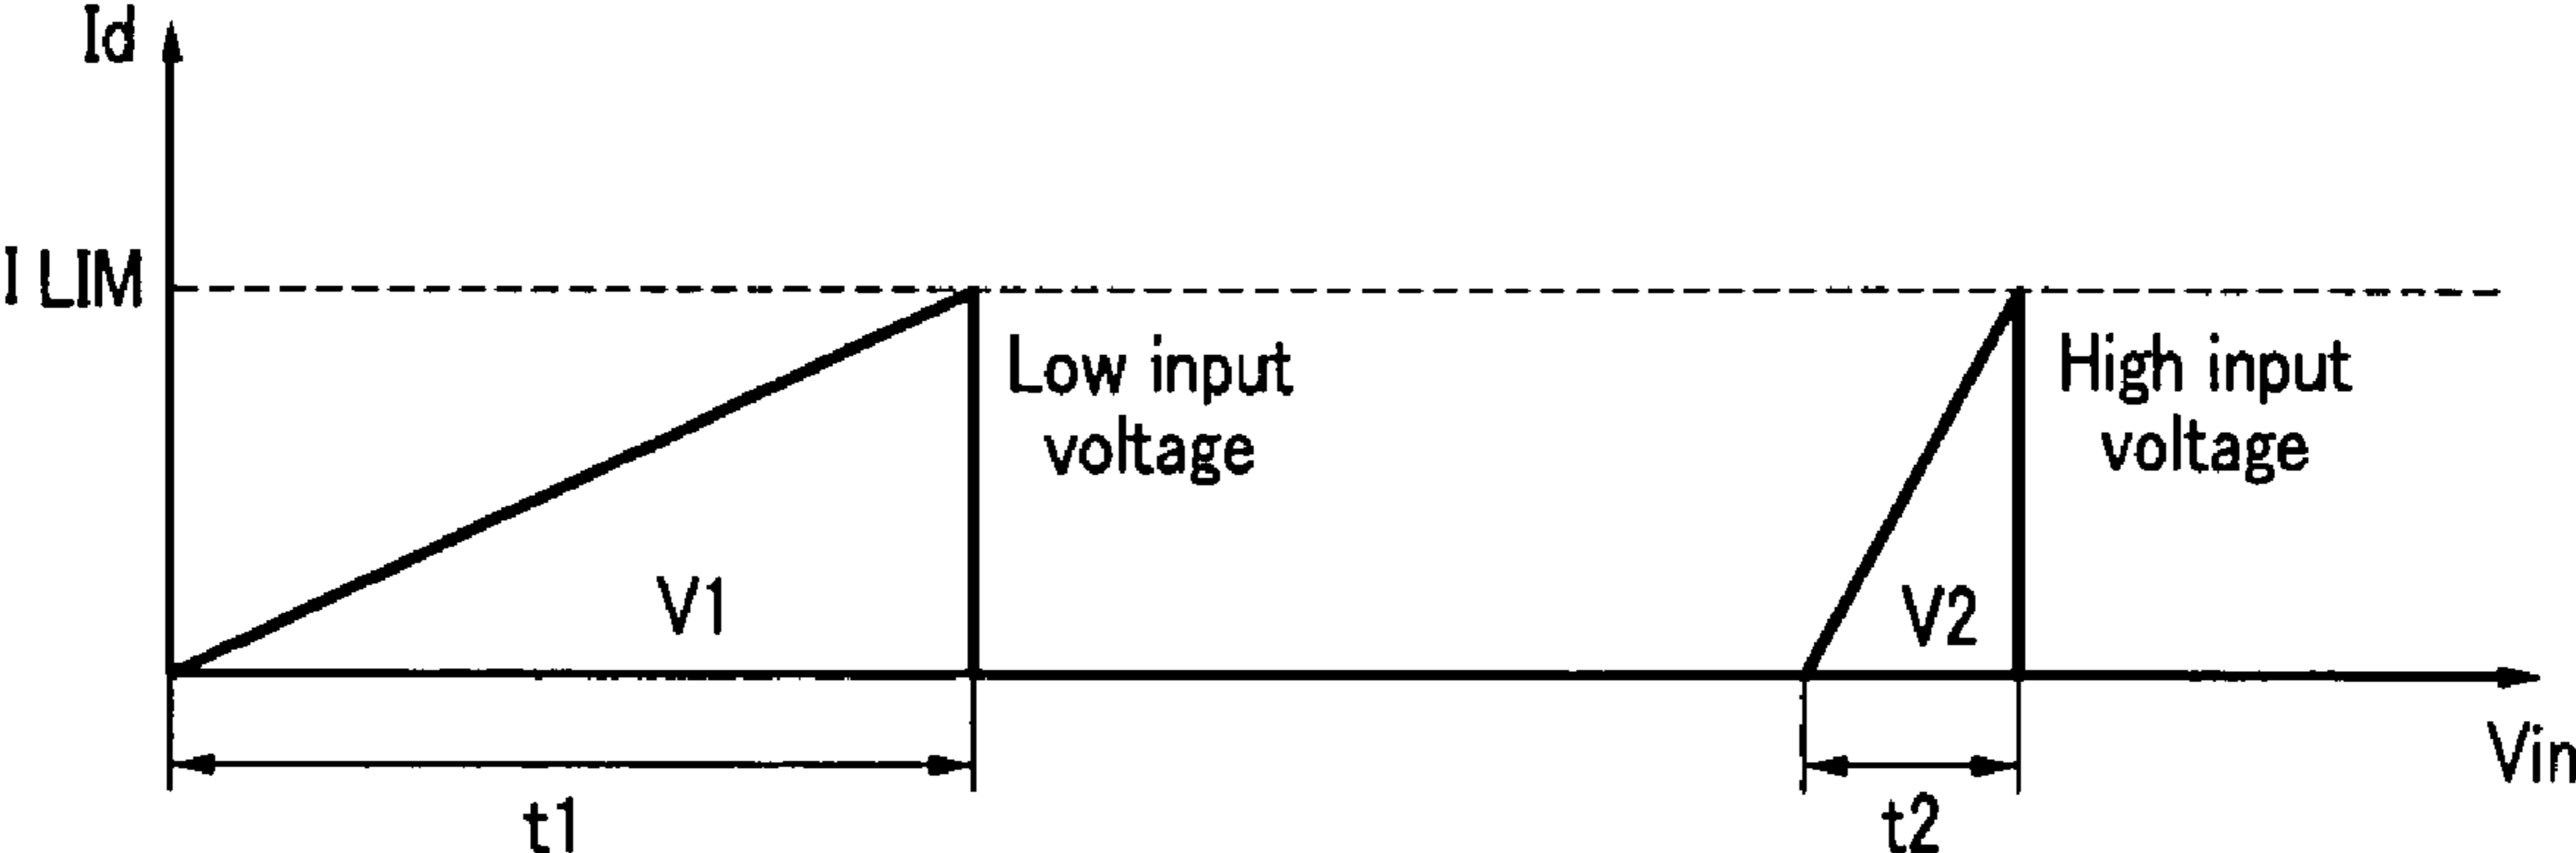 Id
I LIM
Low input
voltage
High input
voltage
V1
V2
Vin
t1
t2